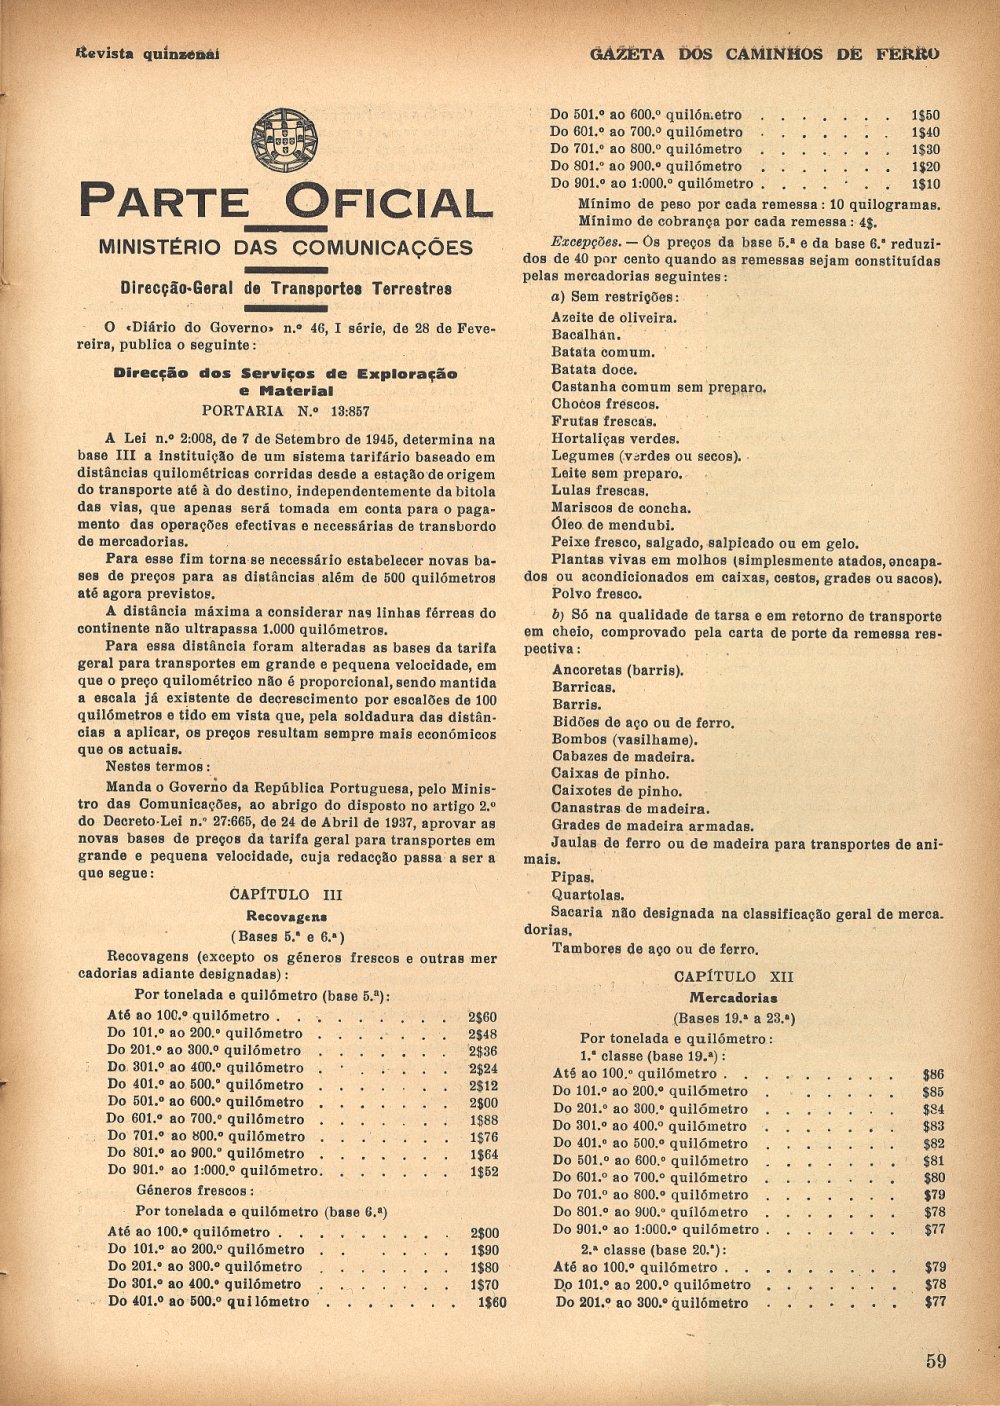 Revista quinzenal
GAZETA DOS CAMINHOS DE FERRO
PARTE OFICIAL
MINISTÉRIO DAS COMUNICAÇÕES
Direcção-Geral de Transportes Terrestres
O «Diário do Governo» n.º 46, I série, de 28 de Feve-
reira, publica o seguinte:
Direcção dos Serviços de Exploração
e Material
PORTARIA N.º 13:857
A Lei n.º 2:008, de 7 de Setembro de 1945, determina na
base III a instituição de um sistema tarifário baseado em
distâncias quilométricas corridas desde a estação de origem
do transporte até à do destino, independentemente da bitola
das vias, que apenas será tomada em conta para o paga-
mento das operações efectivas e necessárias de transbordo
de mercadorias.
Para esse fim torna se necessário estabelecer novas ba-
ses de preços para as distâncias além de 500 quilómetros
até agora previstos.
A distância máxima a considerar nas linhas férreas do
continente não ultrapassa 1.000 quilómetros.
Para essa distância foram alteradas as bases da tarifa
geral para transportes em grande e pequena velocidade, em
que o preço quilométrico não é proporcional, sendo mantida
a escala já existente de decrescimento por escalões de 100
quilómetros e tido em vista que, pela soldadura das distân-
cias a aplicar, os preços resultam sempre mais económicos
que os actuais.
Nestes termos:
Manda o Governo da República Portuguesa, pelo Minis-
tro das Comunicações, ao abrigo do disposto no artigo 2.º
do Decreto-Lei n.º 27:665, de 24 de Abril de 1937, aprovar as
novas bases de preços da tarifa geral para transportes em
grande e pequena velocidade, cuja redacção passa a ser a
que segue:
CAPÍTULO III
Recovagens
(Bases 5.ª e 6.ª)
Recovagens (excepto os géneros frescos e outras mer
cadorias adiante designadas):
Por tonelada e quilómetro (base 5.ª):
Até ao 100.º quilómetro . . . . . . . . . 2$60
Do 101.º ao 200.º quilómetro . . . . . . . 2$48
Do 201.º ao 300.º quilómetro . . . . . . . 2$36
Do 301.º ao 400.º quilómetro . . . . . . . 2$24
Do 401.º ao 500.º quilómetro . . . . . . . 2$12
Do 501.º ao 600.º quilómetro . . . . . . . 2$00
Do 601.º ao 700.º quilómetro . . . . . . . 1$88
Do 701.º ao 800.º quilómetro . . . . . . . 1$76
Do 801.º ao 900.º quilómetro . . . . . . . 1$64
Do 901.º ao 1:000.º quilómetro . . . . . . . 1$52
Géneros frescos:
Por tonelada e quilómetro (base 6.ª)
Até ao 100.º quilómetro . . . . . . . . . 2$00
Do 101.º ao 200.º quilómetro . . . . . . . 1$90
Do 201.º ao 300.º quilómetro . . . . . . . 1$80
Do 301.º ao 400.º quilómetro . . . . . . . 1$70
Do 401.º ao 500.º quilómetro . . . . . . . 1$60
Do 501.º ao 600.º quilómetro . . . . . . . 1$50
Do 601.º ao 700.º quilómetro . . . . . . . 1$40
Do 701.º ao 800.º quilómetro . . . . . . . 1$30
Do 801.º ao 900.º quilómetro . . . . . . . 1$20
Do 901.º ao 1:000.º quilómetro . . . . . . . 1$10
Mínimo de peso por cada remessa: 10 quilogramas.
Mínimo de cobrança por cada remessa: 4$.
Excepções. — Os preços da base 5.ª e da base 6.ª reduzi-
dos de 40 por cento quando as remessas sejam constituídas
pelas mercadorias seguintes:
a) Sem restrições:
Azeite de oliveira.
Bacalhan.
Batata comum.
Batata doce.
Castanha comum sem preparo.
Chocos frescos.
Frutas frescas.
Hortaliças verdes.
Legumes (verdes ou secos).
Leite sem preparo.
Lulas frescas.
Mariscos de concha.
Óleo de mendubi.
Peixe fresco, salgado, salpicado ou em gelo.
Plantas vivas em molhos (simplesmente atados, encapa-
dos ou acondicionados em caixas, cestos, grades ou sacos).
Polvo fresco.
b) Só na qualidade de tarsa e em retorno de transporte
em cheio, comprovado pela carta de porte da remessa res-
pectiva:
Ancoretas (barris).
Barricas.
Barris.
Bidões de aço ou de ferro.
Bombos (vasilhame).
Cabazes de madeira.
Caixas de pinho.
Caixotes de pinho.
Canastras de madeira.
Grades de madeira armadas.
Jaulas de ferro ou de madeira para transportes de ani-
mais.
Pipas.
Quartolas.
Sacaria não designada na classificação geral de merca.
dorias.
Tambores de aço ou de ferro.
CAPÍTULO XII
Mercadorias
(Bases 19.ª a 23.ª)
Por tonelada e quilómetro:
1.ª classe (base 19.ª):
Até ao 100.º quilómetro . . . . . . . . . $86
Do 101.º ao 200.º quilómetro . . . . . . . $85
Do 201.º ao 300.º quilómetro . . . . . . . $84
Do 301.º ao 400.º quilómetro . . . . . . . $83
Do 401.º ao 500.º quilómetro . . . . . . . $82
Do 501.º ao 600.º quilómetro . . . . . . . $81
Do 601.º ao 700.º quilómetro . . . . . . . $80
Do 701.º ao 800.º quilómetro . . . . . . . $79
Do 801.º ao 900.º quilómetro . . . . . . . $78
Do 901.º ao 1:000.º quilómetro . . . . . . . $77
2.ª classe (base 20.ª):
Até ao 100.º quilómetro . . . . . . . . . $79
Do 101.º ao 200.º quilómetro . . . . . . . $78
Do 201.º ao 300.º quilómetro . . . . . . . $77
59